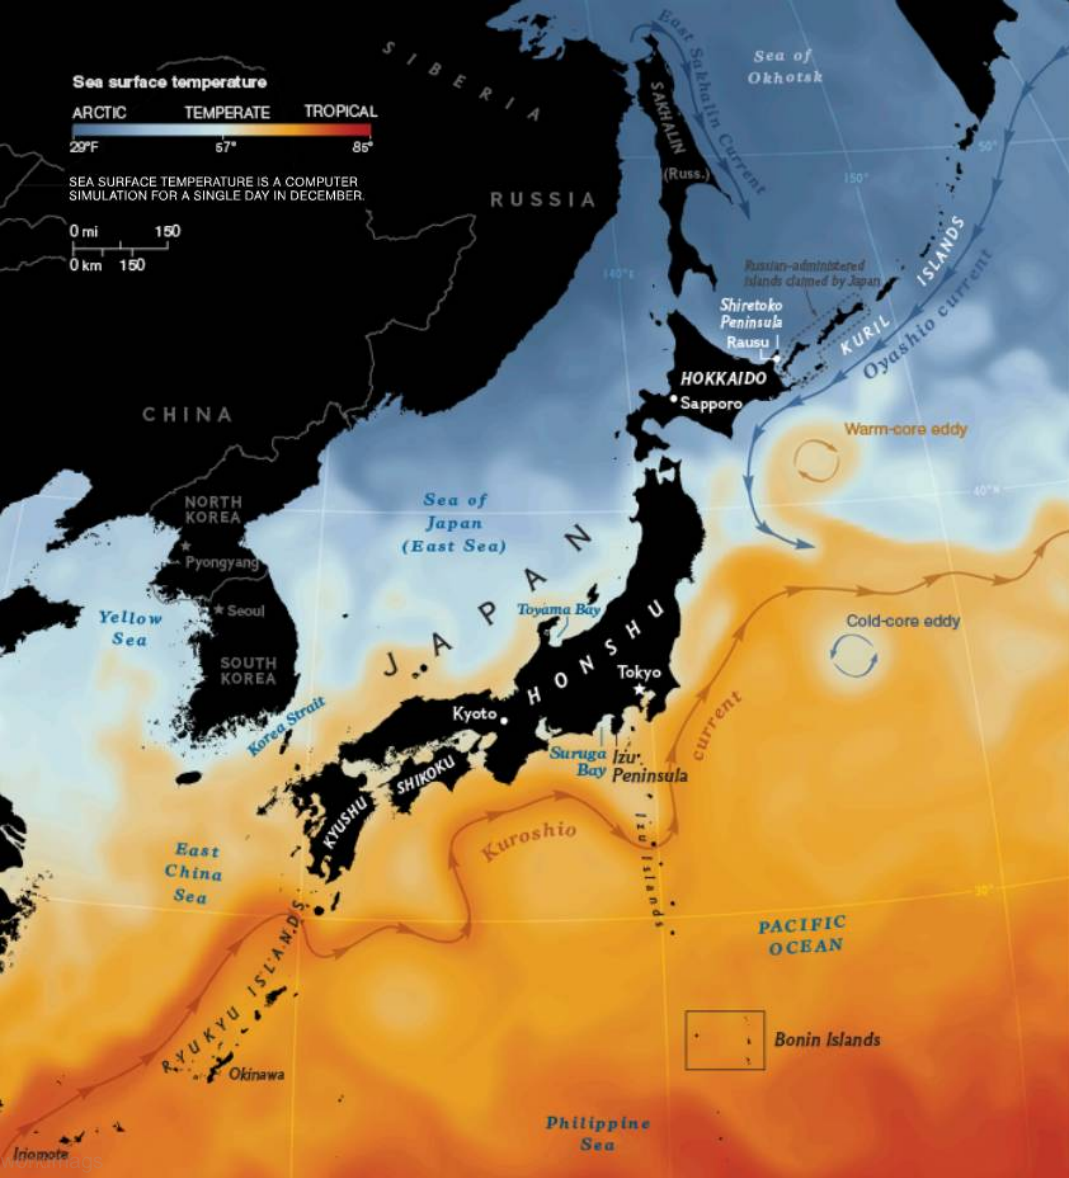 SIBERIA
East Sakhalin Current
Sea of
Okhotsk
Sea surface temperature
ARCTIC TEMPERATE TROPICAL
29°F 57° 85°
SEA SURFACE TEMPERATURE IS A COMPUTER
SIMULATION FOR A SINGLE DAY IN DECEMBER.
0 mi 150
0 km 150
SAKHALIN
(Russ.)
RUSSIA
50°
150°
140°E
KURIL ISLANDS
Oyashio current
Russian-administered
islands claimed by Japan
Shiretoko
Peninsula
Rausu
HOKKAIDO
Sapporo
CHINA
Warm-core eddy
40°N
NORTH
KOREA
Pyongyang
Sea of
Japan
(East Sea)
JAPAN
Toyama Bay
Yellow
Sea
Seoul
SOUTH
KOREA
Korea Strait
HONSHU
Tokyo
Kyoto
Cold-core eddy
Suruga
Bay
Izu
Peninsula
SHIKOKU
KYUSHU
Kuroshio current
Izu Islands
East
China
Sea
30°
PACIFIC
OCEAN
RYUKYU ISLANDS
Okinawa
Bonin Islands
Philippine
Sea
Iriomote